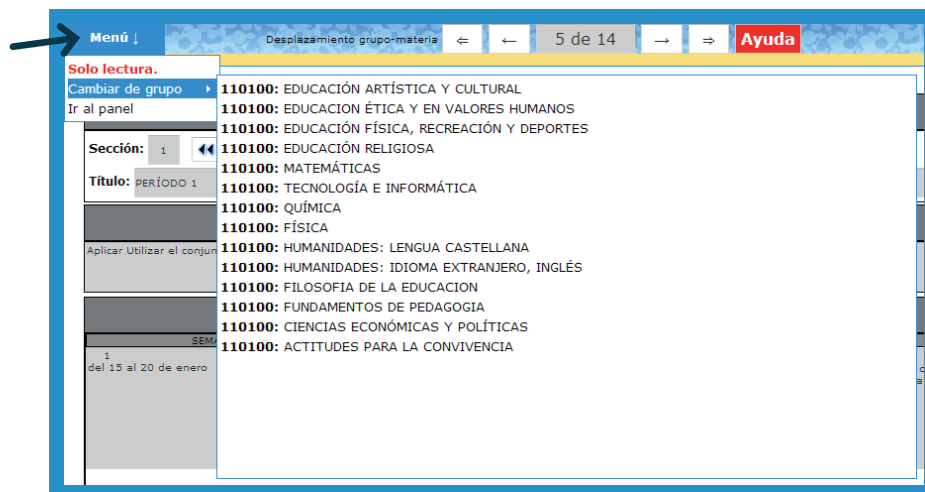 Menú ↓
Desplazamiento grupo-materia ⇐ ← 5 de 14 → ⇒ Ayuda
Solo lectura.
Cambiar de grupo
Ir al panel
110100: EDUCACIÓN ARTÍSTICA Y CULTURAL
110100: EDUCACIÓN ÉTICA Y EN VALORES HUMANOS
110100: EDUCACIÓN FÍSICA, RECREACIÓN Y DEPORTES
110100: EDUCACIÓN RELIGIOSA
110100: MATEMÁTICAS
110100: TECNOLOGÍA E INFORMÁTICA
110100: QUÍMICA
110100: FÍSICA
110100: HUMANIDADES: LENGUA CASTELLANA
110100: HUMANIDADES: IDIOMA EXTRANJERO, INGLÉS
110100: FILOSOFIA DE LA EDUCACION
110100: FUNDAMENTOS DE PEDAGOGIA
110100: CIENCIAS ECONÓMICAS Y POLÍTICAS
110100: ACTITUDES PARA LA CONVIVENCIA
Sección: 1
Título: PERÍODO 1
Aplicar Utilizar el conjun
SEM
1
del 15 al 20 de enero